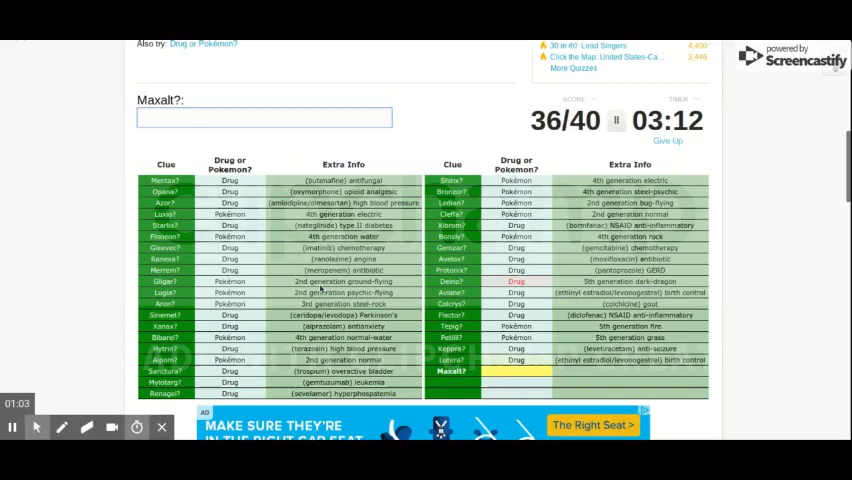 Also try: Drug or Pokémon?
30 in 60: Lead Singers 4,400
Click the Map: United States-Ca... 3,446
More Quizzes
powered by
Screencastify
Maxalt?:
SCORE:
TIMER
36/40
03:12
Give Up
Clue Drug or Pokemon? Extra Info Clue Drug or Pokemon? Extra Info
Mentax? Drug (butenafine) antifungal Shinx? Pokémon 4th generation electric
Opana? Drug (oxymorphone) opioid analgesic Bronzor? Pokémon 4th generation steel-psychic
Azor? Drug (amlodipine/olmesartan) high blood pressure Ledian? Pokémon 2nd generation bug-flying
Luxio? Pokémon 4th generation electric Cleffa? Pokémon 2nd generation normal
Starlix? Drug (nateglinide) type II diabetes Xibrom? Drug (bormfanac) NSAID anti-inflammatory
Finneon? Pokémon 4th generation water Bonsly? Pokémon 4th generation rock
Gleevec? Drug (imatinib) chemotherapy Gemzar? Drug (gemcitabine) chemotherapy
Ranexa? Drug (ranolazine) angina Avelox? Drug (moxifloxacin) antibiotic
Merrem? Drug (meropenem) antibiotic Protonix? Drug (pantoprozole) GERD
Gligar? Pokémon 2nd generation ground-flying Deino? Drug 5th generation dark-dragon
Lugia? Pokémon 2nd generation psychic-flying Aviane? Drug (ethinyl estradiol/levonogestrel) birth control
Aron? Pokémon 3rd generation steel-rock Colcrys? Drug (colchicine) gout
Sinemet? Drug (caridopa/levodopa) Parkinson's Flector? Drug (diclofenac) NSAID anti-inflammatory
Xanax? Drug (alprazolam) antianxiety Tepig? Pokémon 5th generation fire
Bibarel? Pokémon 4th generation normal-water Petilil? Pokémon 5th generation grass
Hytrin? Drug (terazosin) high blood pressure Keppra? Drug (levetiracetam) anti-seizure
Aipom? Pokémon 2nd generation normal Lutera? Drug (ethinyl estradiol/levonogestrel) birth control
Sanctura? Drug (trospium) overactive bladder Maxalt?
Mylotarg? Drug (gemtuzumab) leukemia
Renagel? Drug (sevelamer) hyperphospatemia
01:03
AD
MAKE SURE THEY'RE
IN THE RIGHT CAR SEAT
The Right Seat >